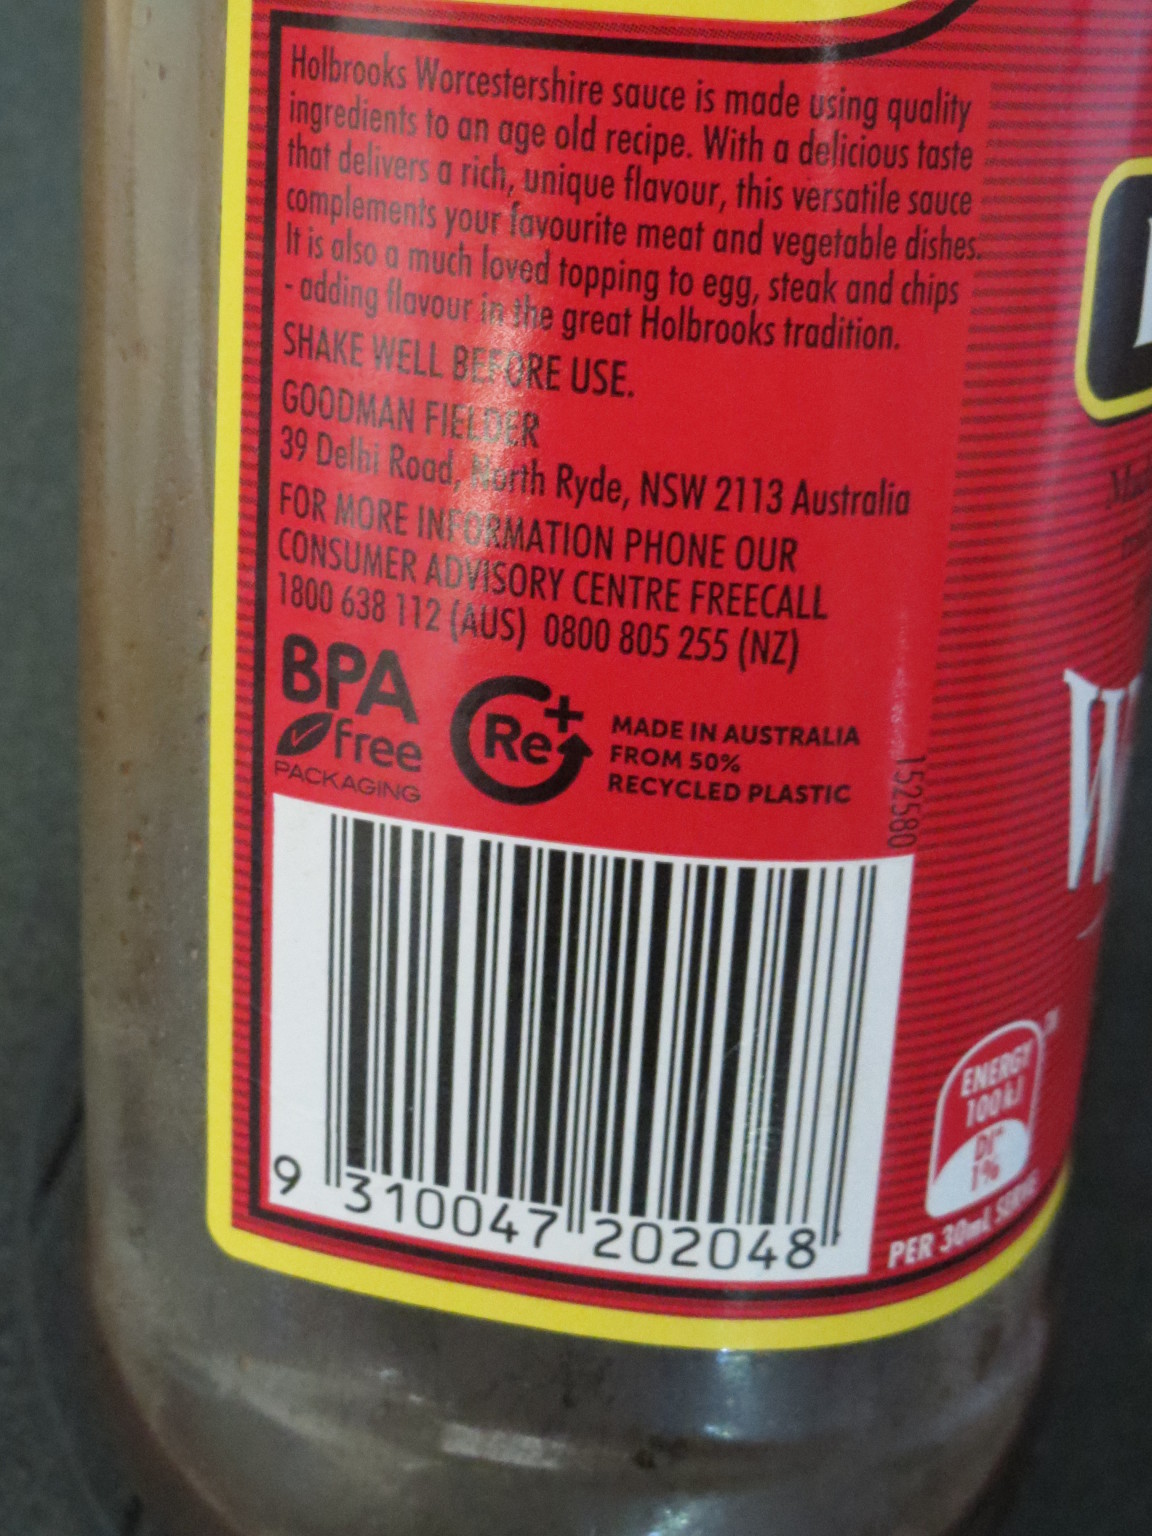 Holbrooks Worcestershire sauce is made using quality
ingredients to an age old recipe. With a delicious taste
that delivers a rich, unique flavour, this versatile sauce
complements your favourite meat and vegetable dishes.
It is also a much loved topping to egg, steak and chips
- adding flavour in the great Holbrooks tradition.
SHAKE WELL BEFORE USE.
GOODMAN FIELDER
39 Delhi Road, North Ryde, NSW 2113 Australia
FOR MORE INFORMATION PHONE OUR
CONSUMER ADVISORY CENTRE FREECALL
1800 638 112 (AUS) 0800 805 255 (NZ)
BPA
free
PACKAGING
Re+
MADE IN AUSTRALIA
FROM 50%
RECYCLED PLASTIC
152580
9 310047 202048
W
ENERGY
100kJ
DI*
1%
PER 30mL SERVE